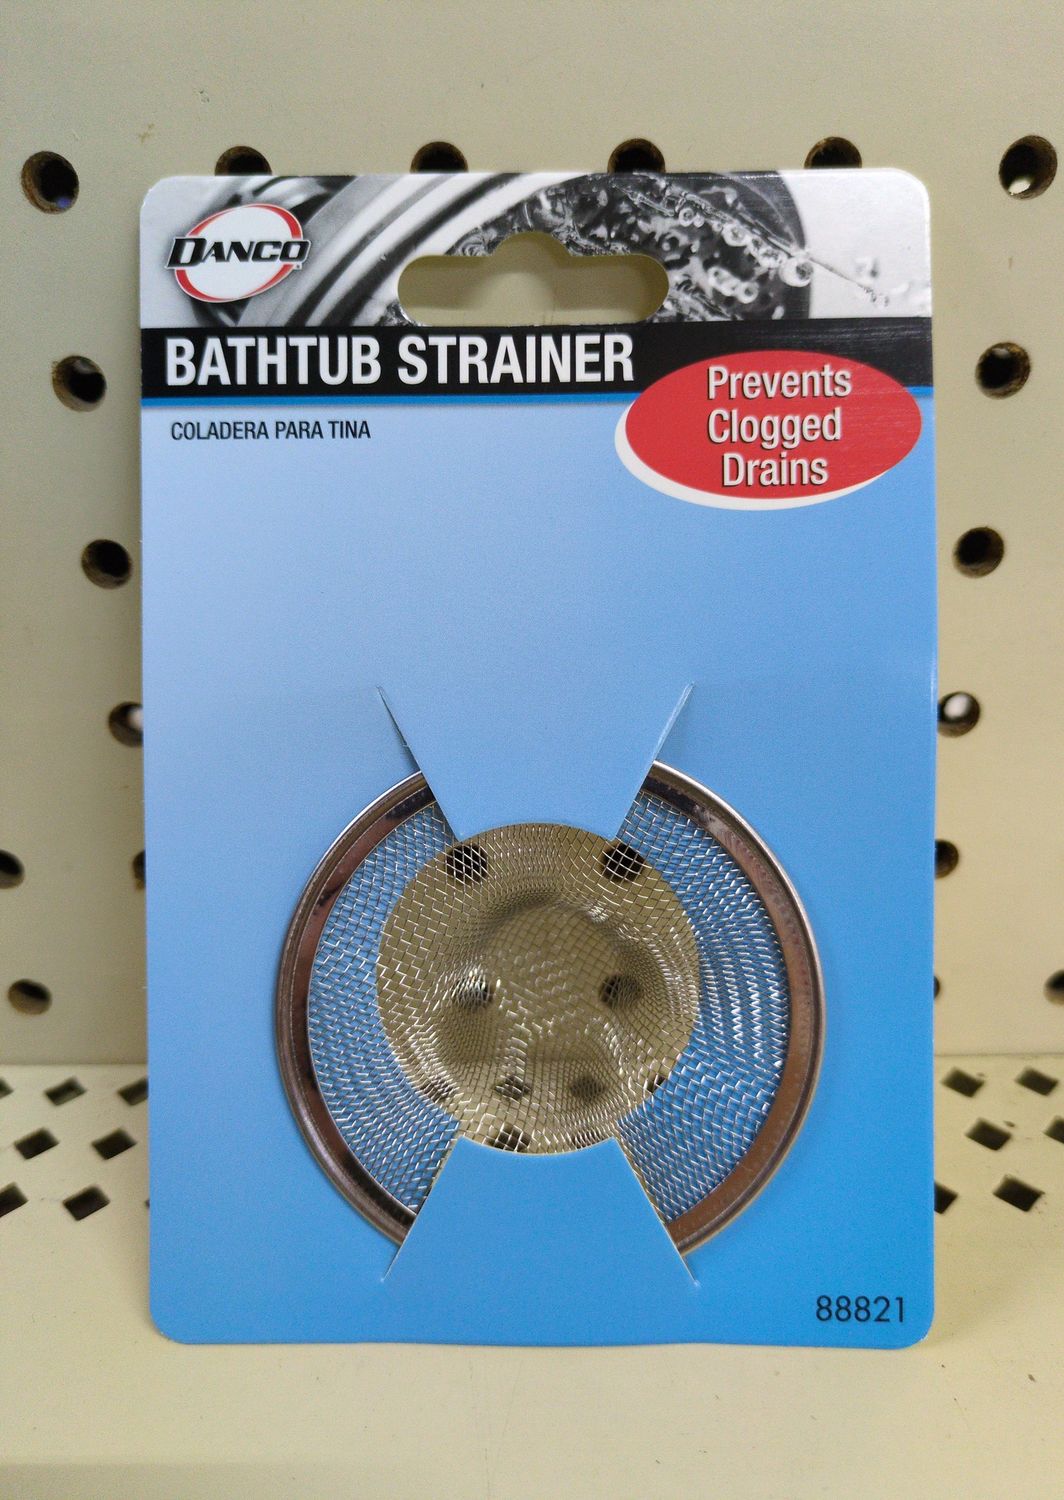 DANCO
BATHTUB STRAINER
COLADERA PARA TINA
Prevents
Clogged
Drains
88821